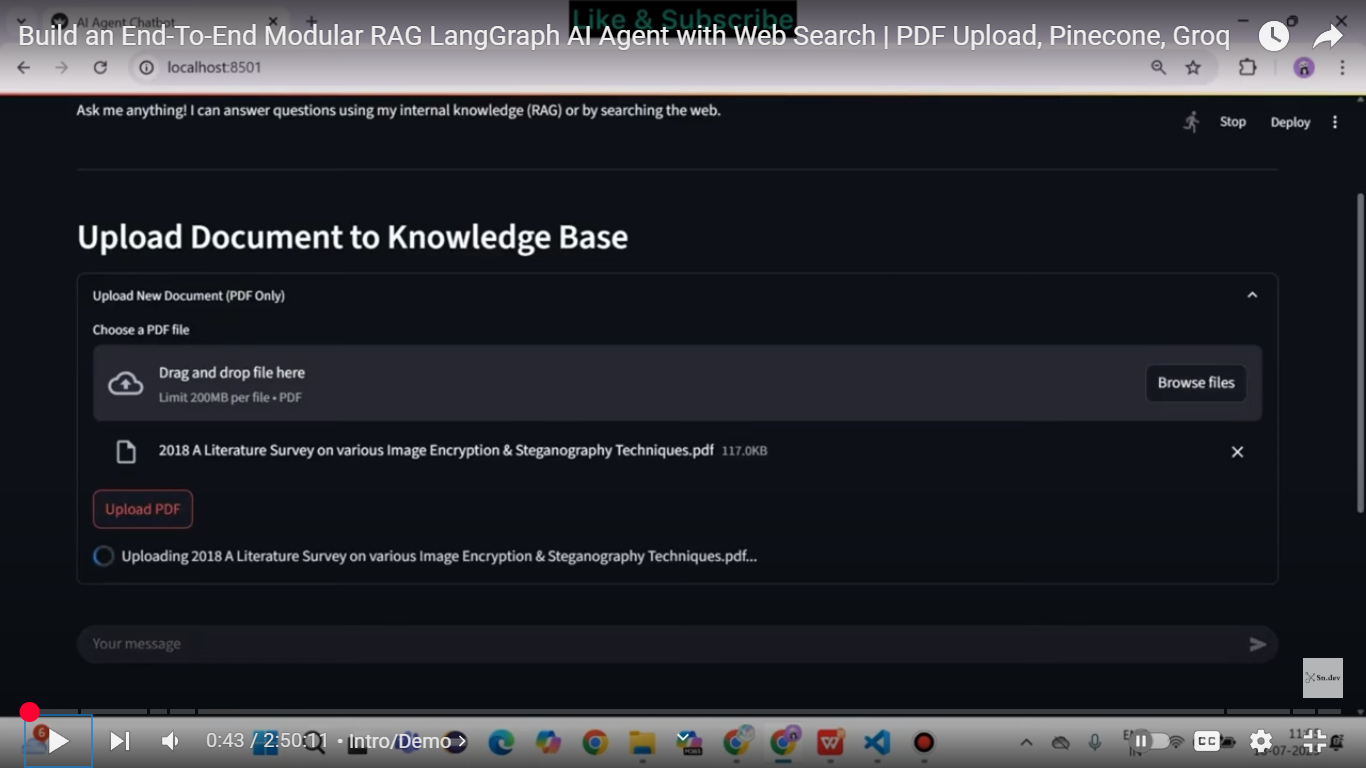 AI Agent Chatbot
Like & Subscribe
Build an End-To-End Modular RAG LangGraph AI Agent with Web Search | PDF Upload, Pinecone, Groq
localhost:8501
Ask me anything! I can answer questions using my internal knowledge (RAG) or by searching the web.
Stop
Deploy
Upload Document to Knowledge Base
Upload New Document (PDF Only)
Choose a PDF file
Drag and drop file here
Limit 200MB per file • PDF
Browse files
2018 A Literature Survey on various Image Encryption & Steganography Techniques.pdf 117.0KB
Upload PDF
Uploading 2018 A Literature Survey on various Image Encryption & Steganography Techniques.pdf...
Your message
Sn.dev
6
0:43 / 2:50:11 • Intro/Demo
CC